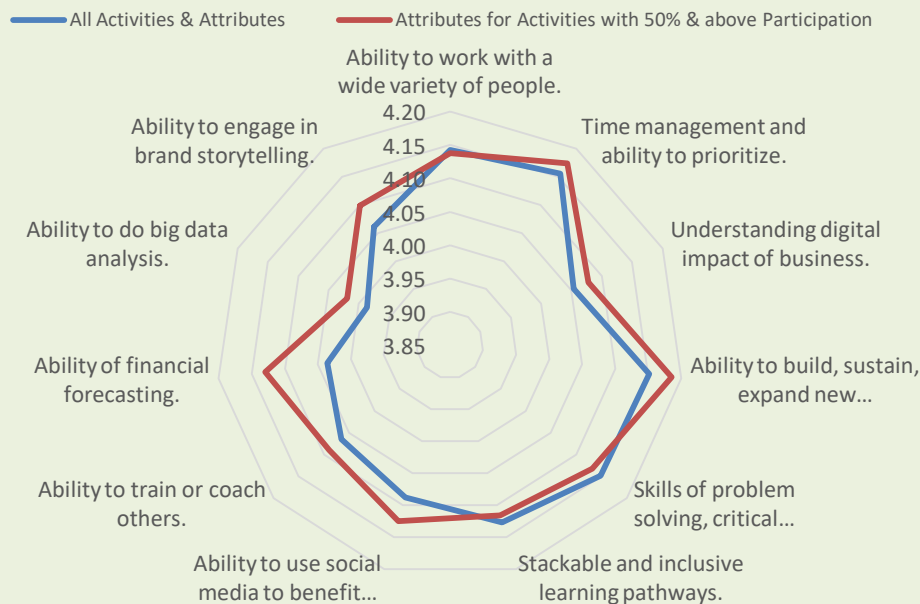 All Activities & Attributes
Attributes for Activities with 50% & above Participation
Ability to work with a
wide variety of people.
4.20
4.15
4.10
4.05
4.00
3.95
3.90
3.85
Time management and
ability to prioritize.
Understanding digital
impact of business.
Ability to build, sustain,
expand new...
Skills of problem
solving, critical...
Stackable and inclusive
learning pathways.
Ability to use social
media to benefit...
Ability to train or coach
others.
Ability of financial
forecasting.
Ability to do big data
analysis.
Ability to engage in
brand storytelling.